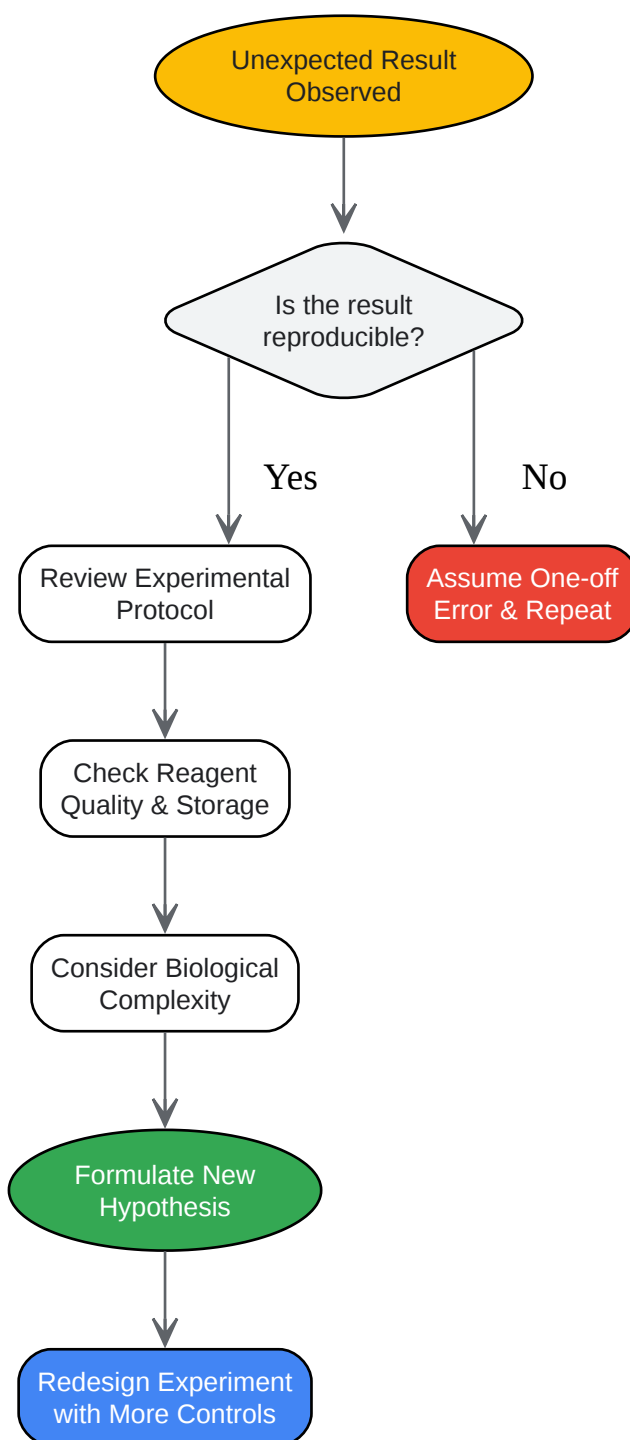 Unexpected Result
Observed
Is the result
reproducible?
Yes
No
Review Experimental
Protocol
Assume One-off
Error & Repeat
Check Reagent
Quality & Storage
Consider Biological
Complexity
Formulate New
Hypothesis
Redesign Experiment
with More Controls